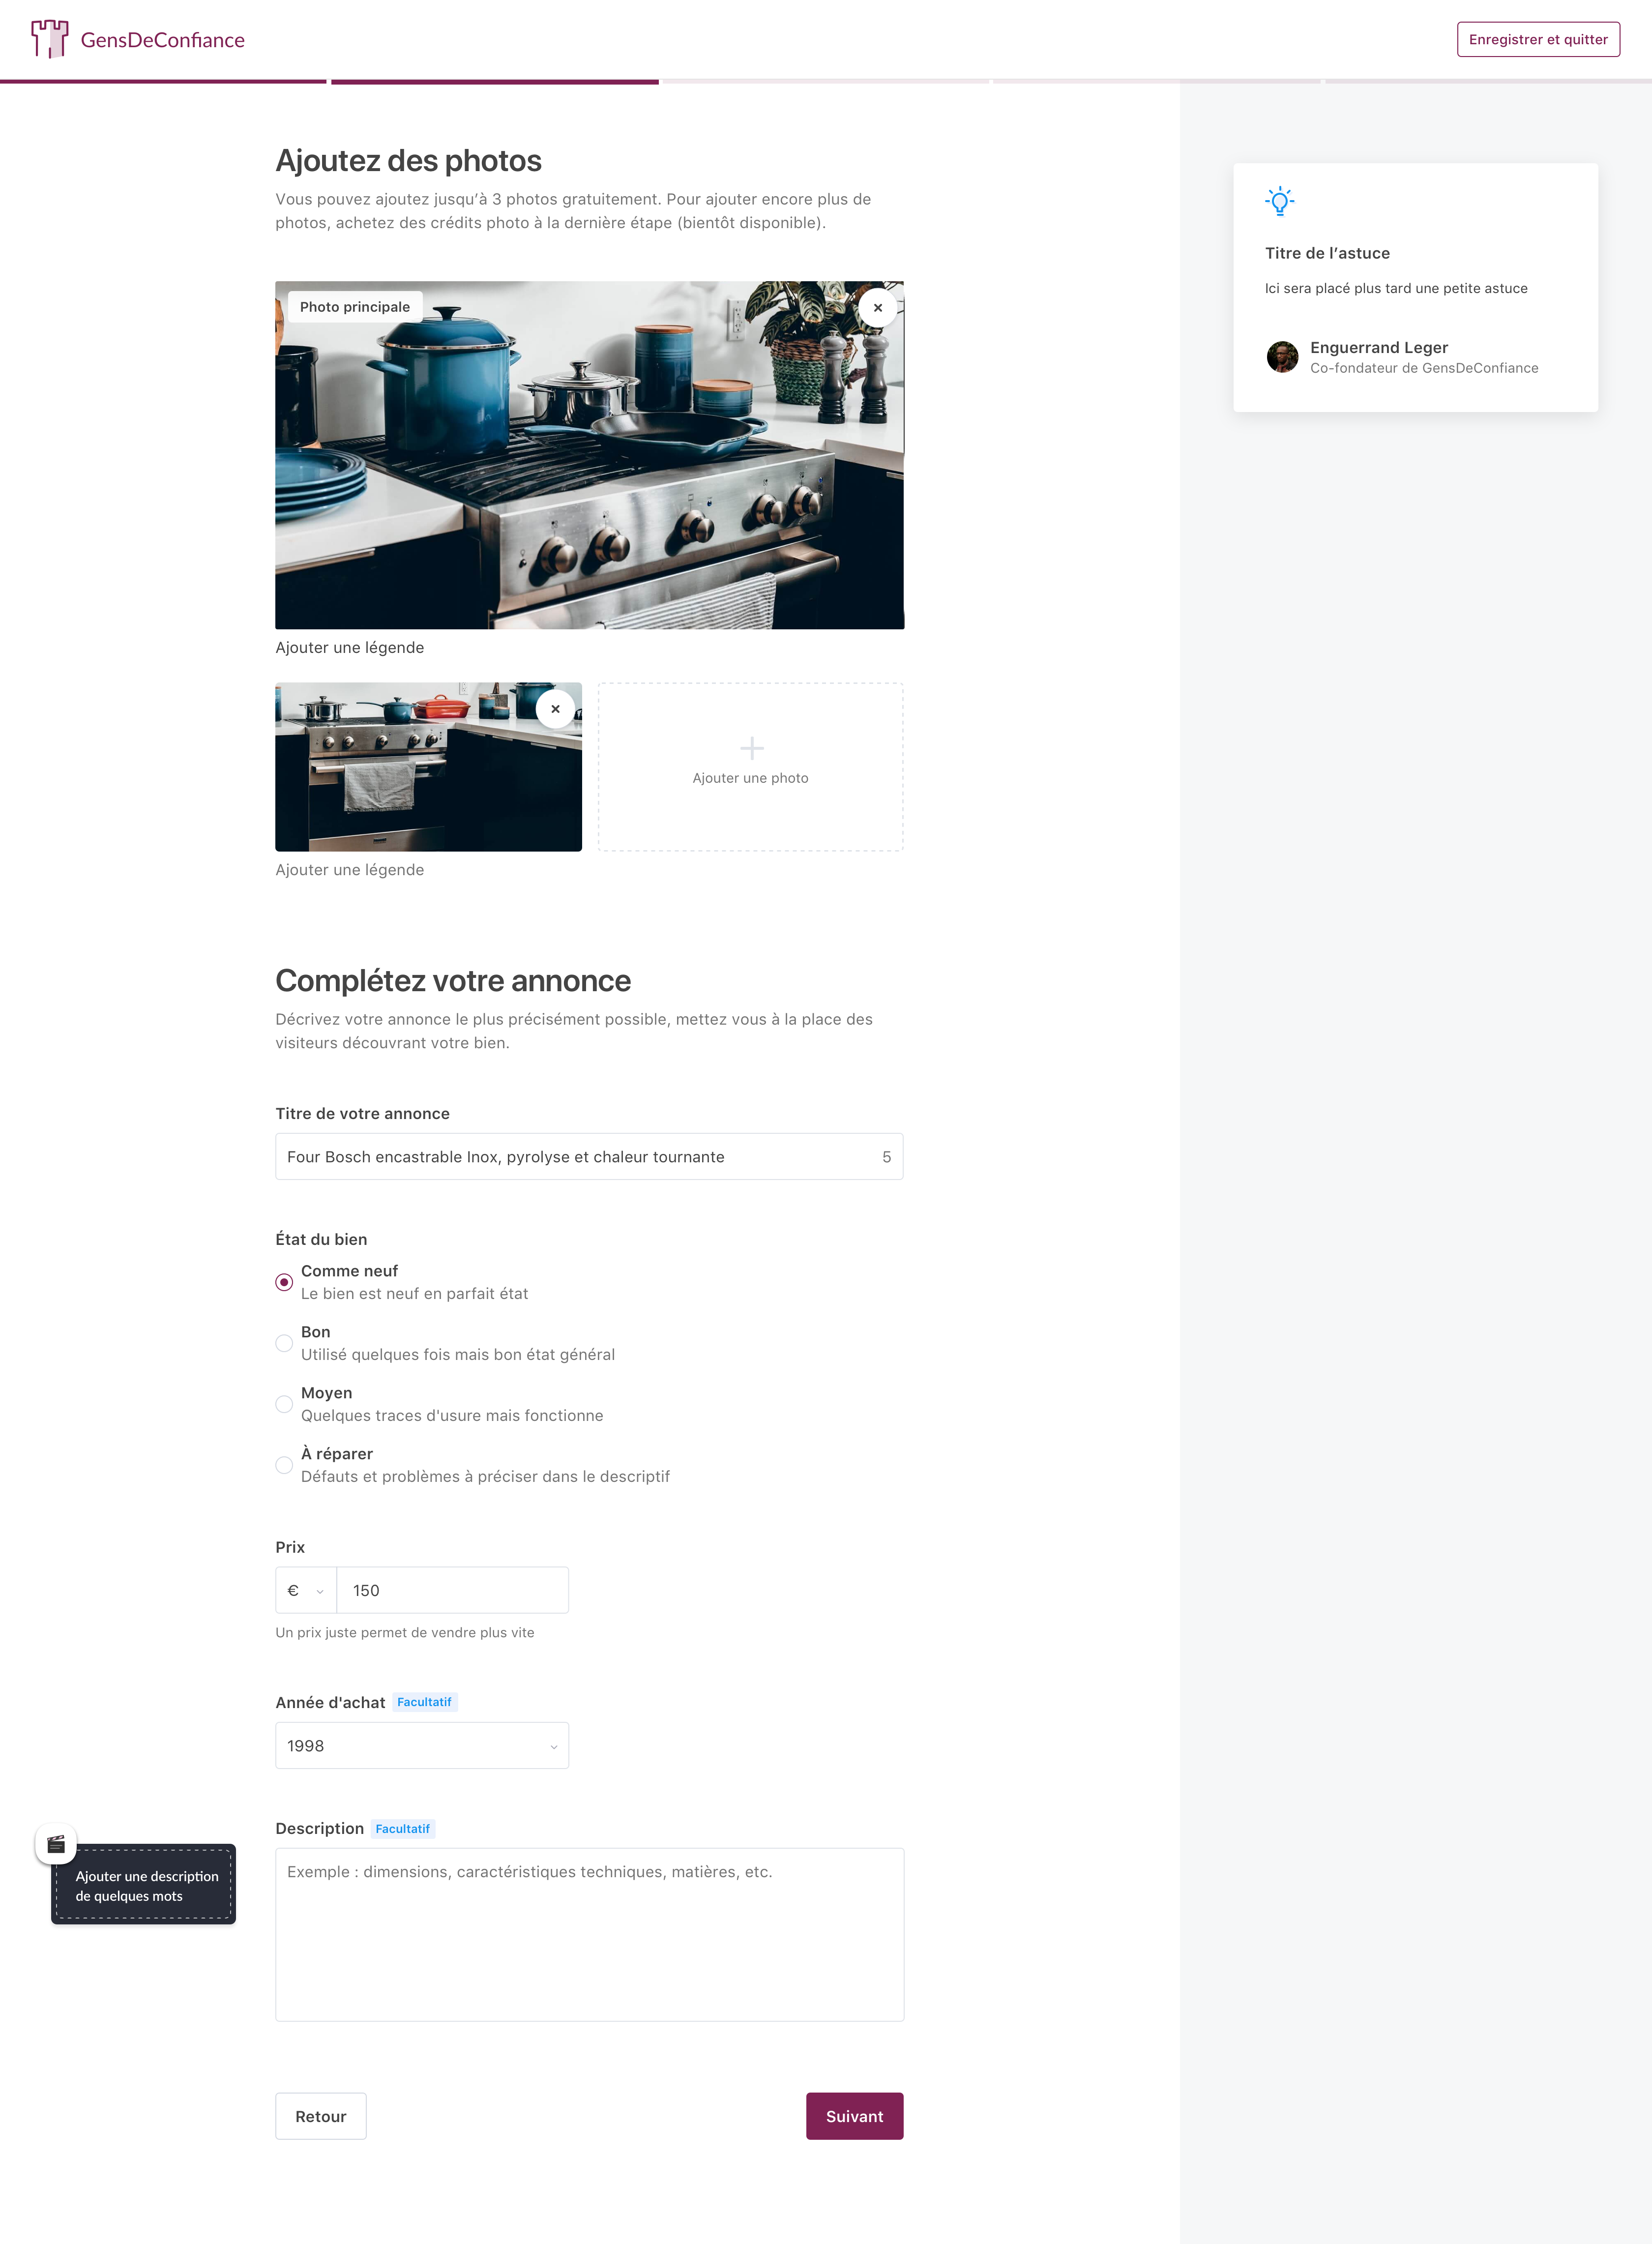 GensDeConfiance
Enregistrer et quitter
Ajoutez des photos
Vous pouvez ajoutez jusqu’à 3 photos gratuitement. Pour ajouter encore plus de
photos, achetez des crédits photo à la dernière étape (bientôt disponible).
Photo principale
Ajouter une légende
Ajouter une photo
Ajouter une légende
Titre de l’astuce
Ici sera placé plus tard une petite astuce
Enguerrand Leger
Co-fondateur de GensDeConfiance
Complétez votre annonce
Décrivez votre annonce le plus précisément possible, mettez vous à la place des
visiteurs découvrant votre bien.
Titre de votre annonce
Four Bosch encastrable Inox, pyrolyse et chaleur tournante 5
État du bien
Comme neuf
Le bien est neuf en parfait état
Bon
Utilisé quelques fois mais bon état général
Moyen
Quelques traces d'usure mais fonctionne
À réparer
Défauts et problèmes à préciser dans le descriptif
Prix
€ 150
Un prix juste permet de vendre plus vite
Année d'achat Facultatif
1998
Description Facultatif
Exemple : dimensions, caractéristiques techniques, matières, etc.
Ajouter une description
de quelques mots
Retour
Suivant